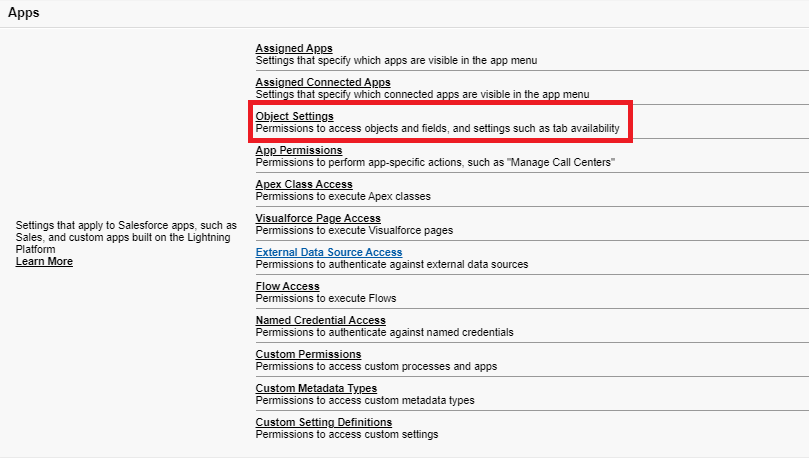 Apps
Assigned Apps
Settings that specify which apps are visible in the app menu
Assigned Connected Apps
Settings that specify which connected apps are visible in the app menu
Object Settings
Permissions to access objects and fields, and settings such as tab availability
App Permissions
Permissions to perform app-specific actions, such as "Manage Call Centers"
Apex Class Access
Permissions to execute Apex classes
Visualforce Page Access
Permissions to execute Visualforce pages
External Data Source Access
Permissions to authenticate against external data sources
Flow Access
Permissions to execute Flows
Named Credential Access
Permissions to authenticate against named credentials
Custom Permissions
Permissions to access custom processes and apps
Custom Metadata Types
Permissions to access custom metadata types
Custom Setting Definitions
Permissions to access custom settings
Settings that apply to Salesforce apps, such as
Sales, and custom apps built on the Lightning
Platform
Learn More